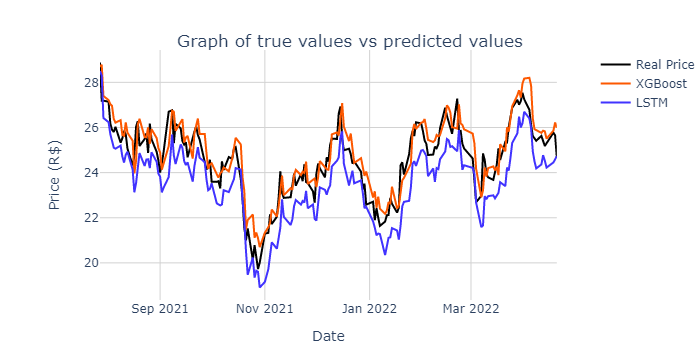 Graph of true values vs predicted values
Real Price
XGBoost
LSTM
Price (R$)
28
26
24
22
20
Sep 2021
Nov 2021
Jan 2022
Mar 2022
Date